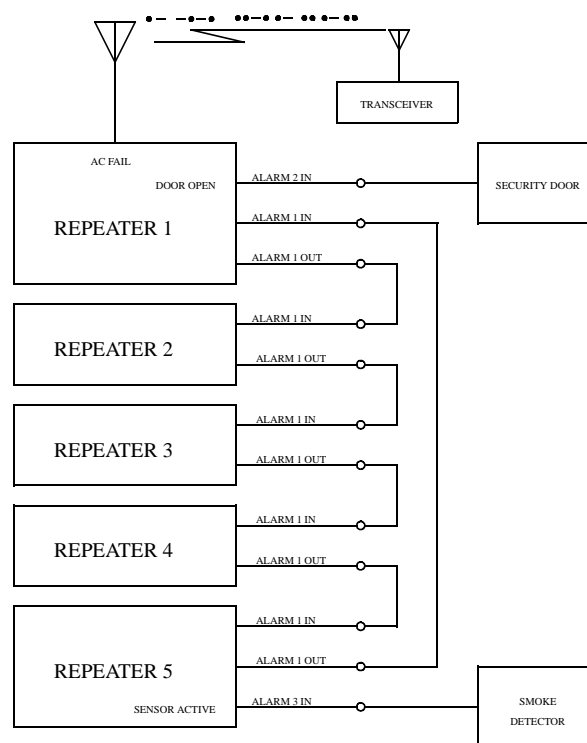 TRANSCEIVER
AC FAIL
DOOR OPEN
REPEATER 1
ALARM 2 IN
SECURITY DOOR
ALARM 1 IN
ALARM 1 OUT
REPEATER 2
ALARM 1 IN
ALARM 1 OUT
REPEATER 3
ALARM 1 IN
ALARM 1 OUT
REPEATER 4
ALARM 1 IN
ALARM 1 OUT
REPEATER 5
ALARM 1 IN
ALARM 1 OUT
SENSOR ACTIVE
ALARM 3 IN
SMOKE
DETECTOR